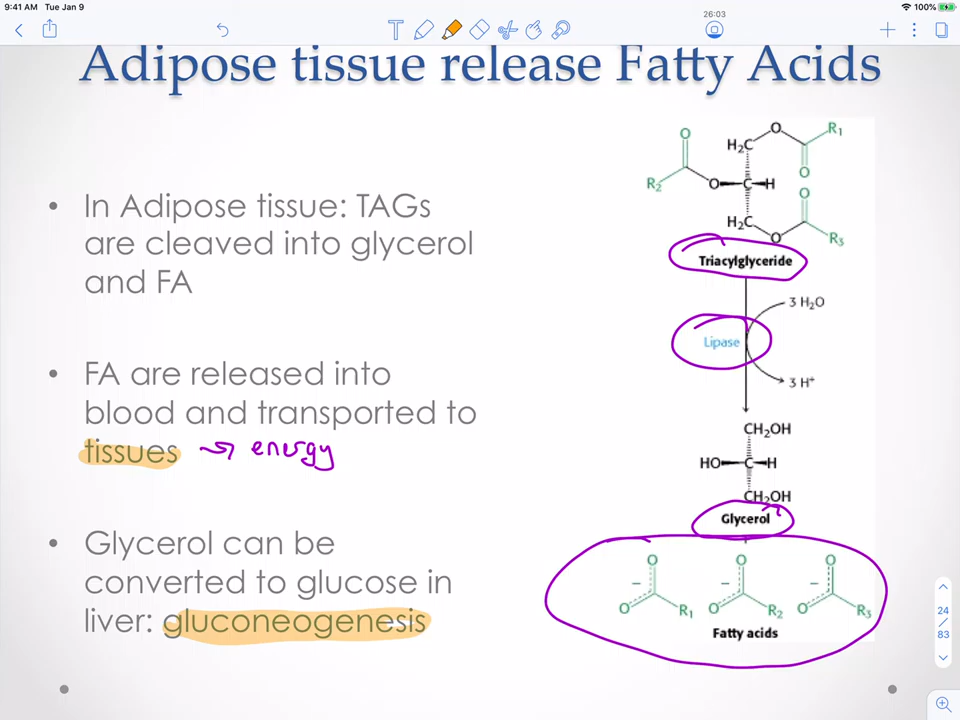 9:41 AM Tue Jan 9
26:03
100%
Adipose tissue release Fatty Acids
• In Adipose tissue: TAGs
are cleaved into glycerol
and FA
• FA are released into
blood and transported to
tissues → energy
• Glycerol can be
converted to glucose in
liver: gluconeogenesis
O
O
R₁
H₂C
R₂
O
C
H
O
O
H₂C
O
R₃
Triacylglyceride
3 H₂O
Lipase
3 H⁺
CH₂OH
HO
C
H
CH₂OH
Glycerol
+
O
O
O
−
−
−
O
R₁
O
R₂
O
R₃
Fatty acids
24
/
83